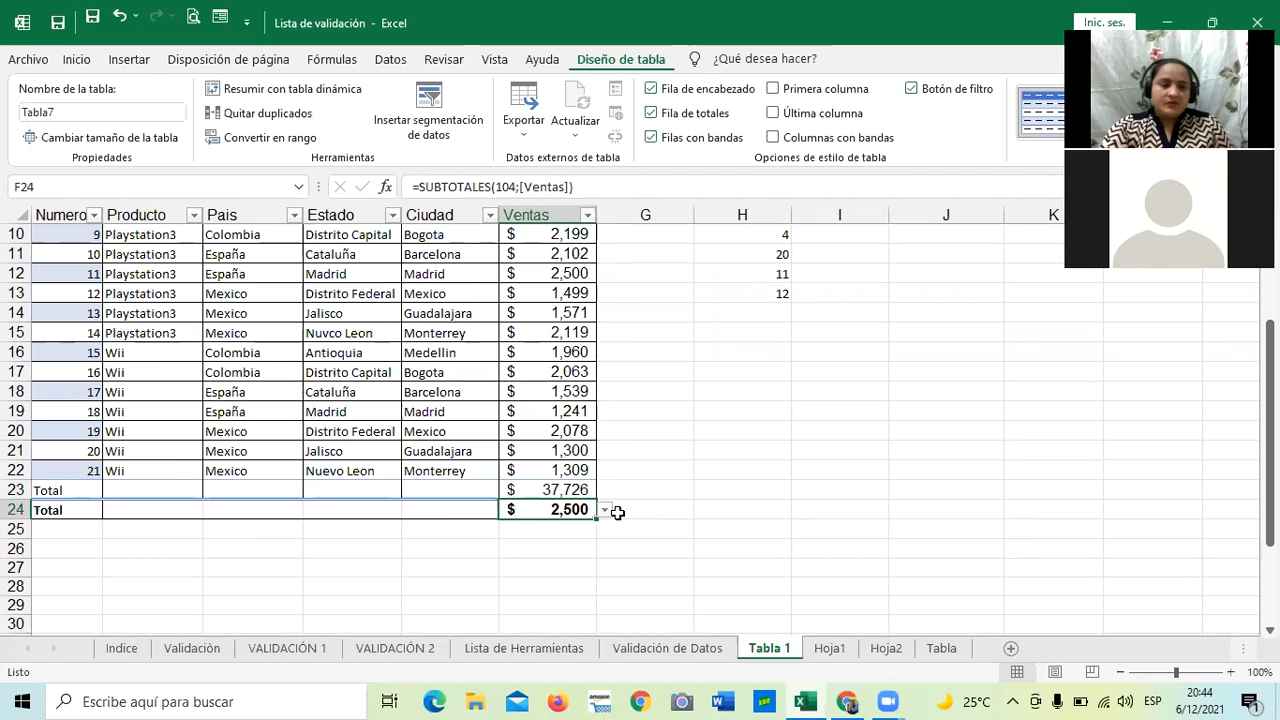 Lista de validación - Excel
Inic. ses.
Archivo Inicio Insertar Disposición de página Fórmulas Datos Revisar Vista Ayuda Diseño de tabla ¿Qué desea hacer?
Nombre de la tabla:
Tabla7
Cambiar tamaño de la tabla
Propiedades
Resumir con tabla dinámica
Quitar duplicados
Convertir en rango
Insertar segmentación de datos
Herramientas
Exportar Actualizar
Datos externos de tabla
Fila de encabezado Primera columna Botón de filtro
Fila de totales Última columna
Filas con bandas Columnas con bandas
Opciones de estilo de tabla
F24 fx =SUBTOTALES(104;[Ventas])
Numero Producto Pais Estado Ciudad Ventas G H I J K
10 9 Playstation3 Colombia Distrito Capital Bogota $ 2,199 4
11 10 Playstation3 España Cataluña Barcelona $ 2,102 20
12 11 Playstation3 España Madrid Madrid $ 2,500 11
13 12 Playstation3 Mexico Distrito Federal Mexico $ 1,499 12
14 13 Playstation3 Mexico Jalisco Guadalajara $ 1,571
15 14 Playstation3 Mexico Nuvco Leon Monterrey $ 2,119
16 15 Wii Colombia Antioquia Medellin $ 1,960
17 16 Wii Colombia Distrito Capital Bogota $ 2,063
18 17 Wii España Cataluña Barcelona $ 1,539
19 18 Wii España Madrid Madrid $ 1,241
20 19 Wii Mexico Distrito Federal Mexico $ 2,078
21 20 Wii Mexico Jalisco Guadalajara $ 1,300
22 21 Wii Mexico Nuevo Leon Monterrey $ 1,309
23 Total $ 37,726
24 Total $ 2,500
25
26
27
28
29
30
Indice Validación VALIDACIÓN 1 VALIDACIÓN 2 Lista de Herramientas Validación de Datos Tabla 1 Hoja1 Hoja2 Tabla
Listo 100%
Escribe aquí para buscar 25°C ESP 20:44
6/12/2021